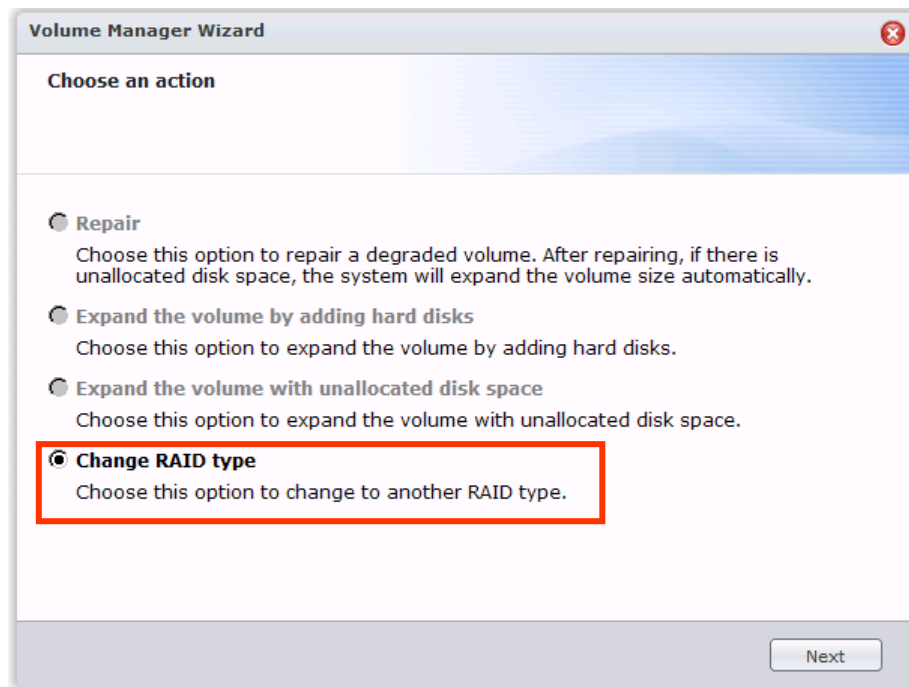 Volume Manager Wizard
Choose an action
Repair
Choose this option to repair a degraded volume. After repairing, if there is
unallocated disk space, the system will expand the volume size automatically.
Expand the volume by adding hard disks
Choose this option to expand the volume by adding hard disks.
Expand the volume with unallocated disk space
Choose this option to expand the volume with unallocated disk space.
Change RAID type
Choose this option to change to another RAID type.
Next